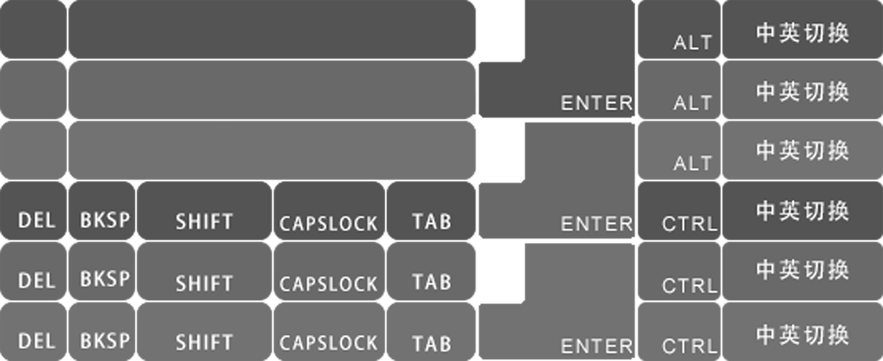 ALT 中英切换
ENTER ALT 中英切换
ALT 中英切换
DEL BKSP SHIFT CAPSLOCK TAB ENTER CTRL 中英切换
DEL BKSP SHIFT CAPSLOCK TAB CTRL 中英切换
DEL BKSP SHIFT CAPSLOCK TAB ENTER CTRL 中英切换